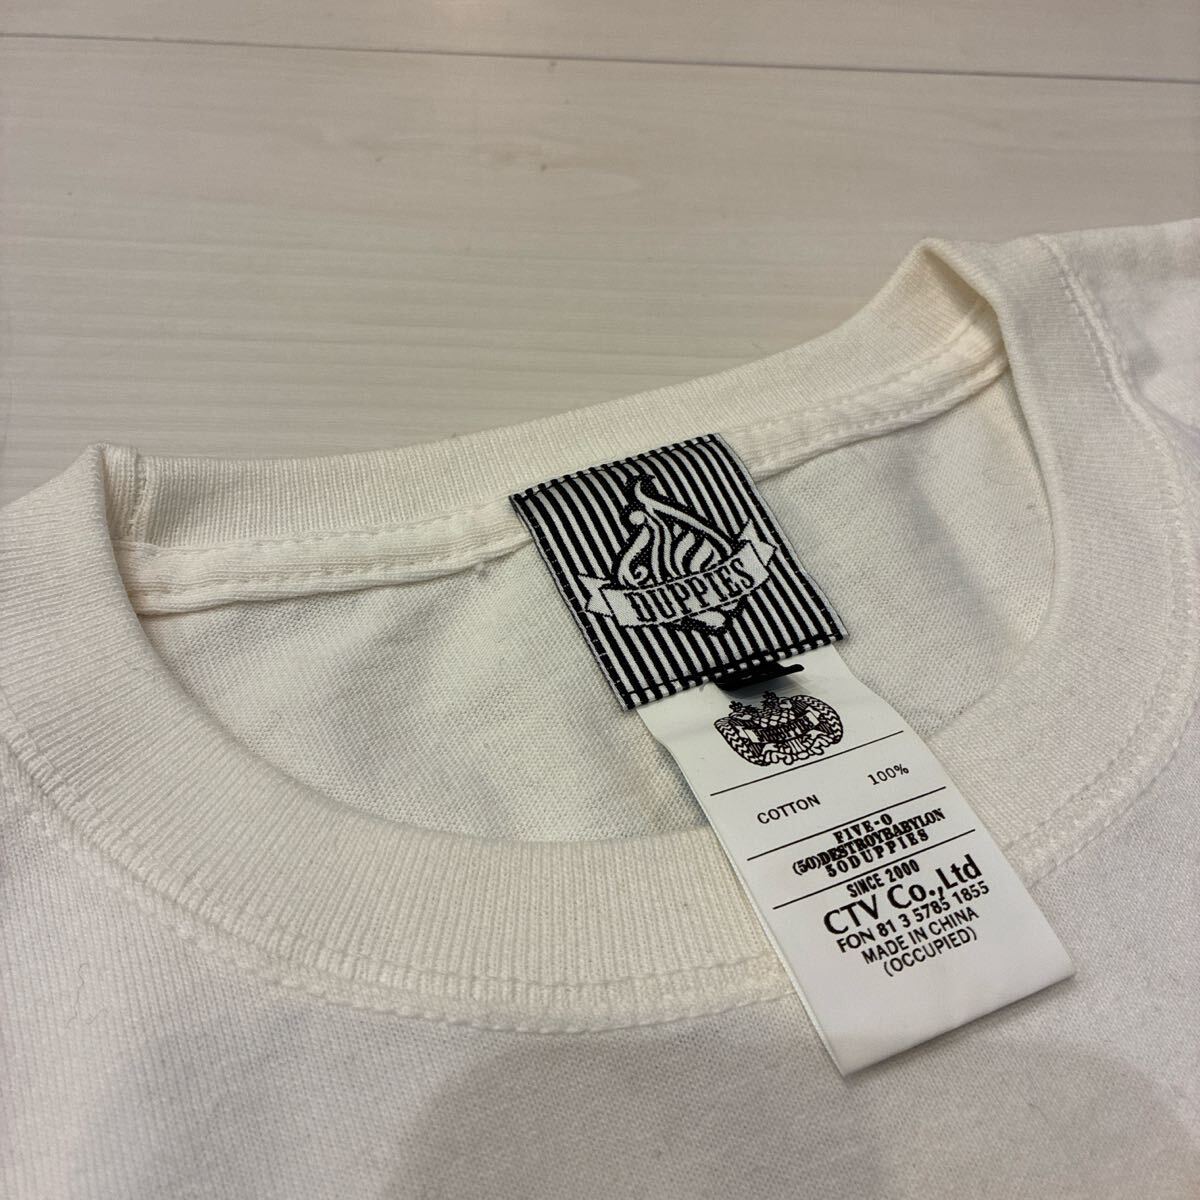 DUPPIES
COTTON 100%
FIVE-O
(50)DESTROYBABYLON
50DUPPIES
SINCE 2000
CTV Co.,Ltd
FON 81 3 5785 1855
MADE IN CHINA
(OCCUPIED)